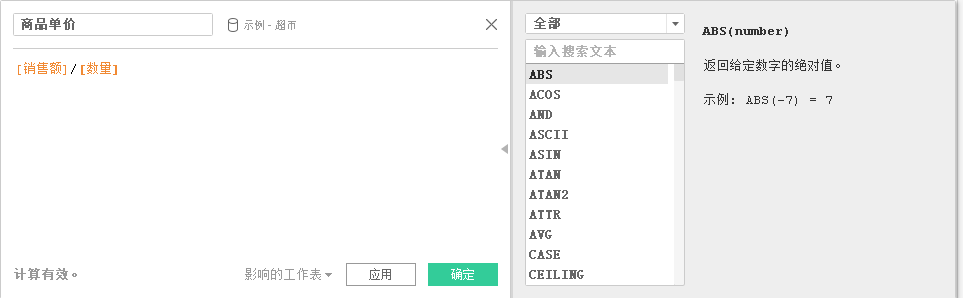 商品单价
示例 - 超市
[销售额]/[数量]
计算有效。
影响的工作表
应用
确定
全部
输入搜索文本
ABS
ACOS
AND
ASCII
ASIN
ATAN
ATAN2
ATTR
AVG
CASE
CEILING
ABS(number)
返回给定数字的绝对值。
示例: ABS(-7) = 7